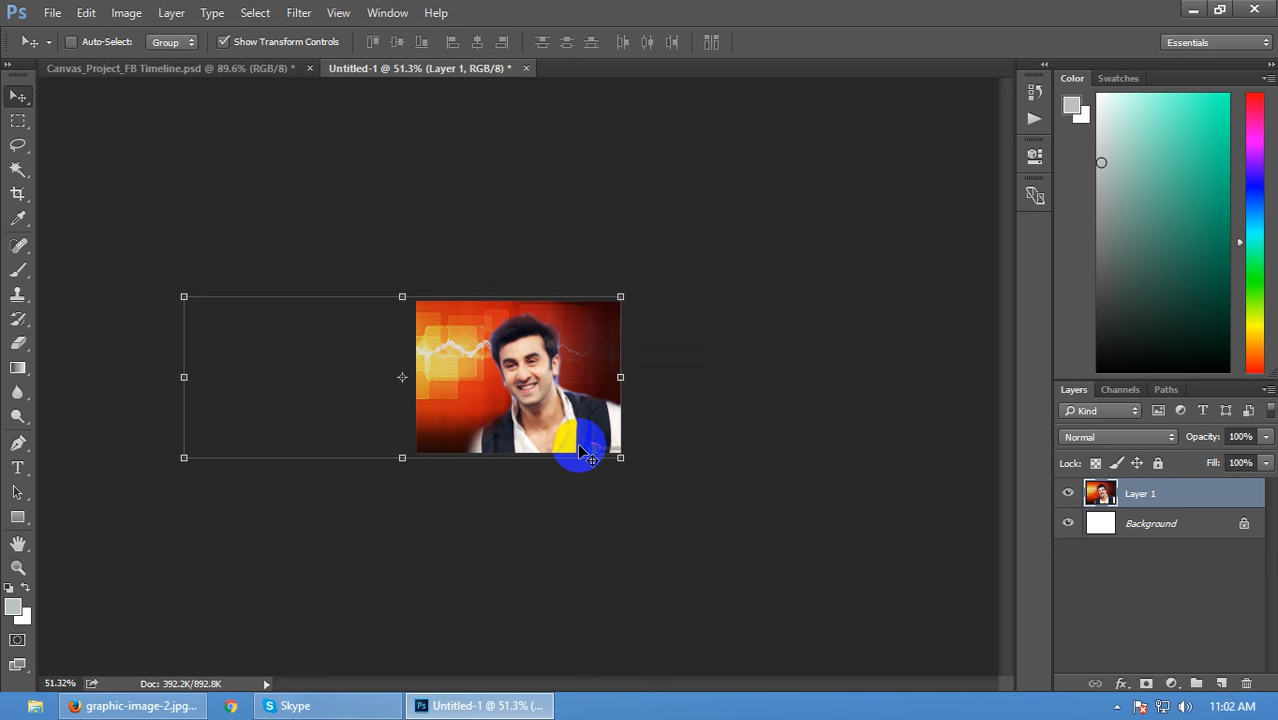 Ps File Edit Image Layer Type Select Filter View Window Help
Auto-Select: Group Show Transform Controls Essentials
Canvas_Project_FB Timeline.psd @ 89.6% (RGB/8) * × Untitled-1 @ 51.3% (Layer 1, RGB/8) * ×
Color Swatches
Layers Channels Paths
Kind
Normal Opacity: 100%
Lock: Fill: 100%
Layer 1
Background
51.32% Doc: 392.2K/892.8K
graphic-image-2.jpg... Skype Ps Untitled-1 @ 51.3% (... 11:02 AM